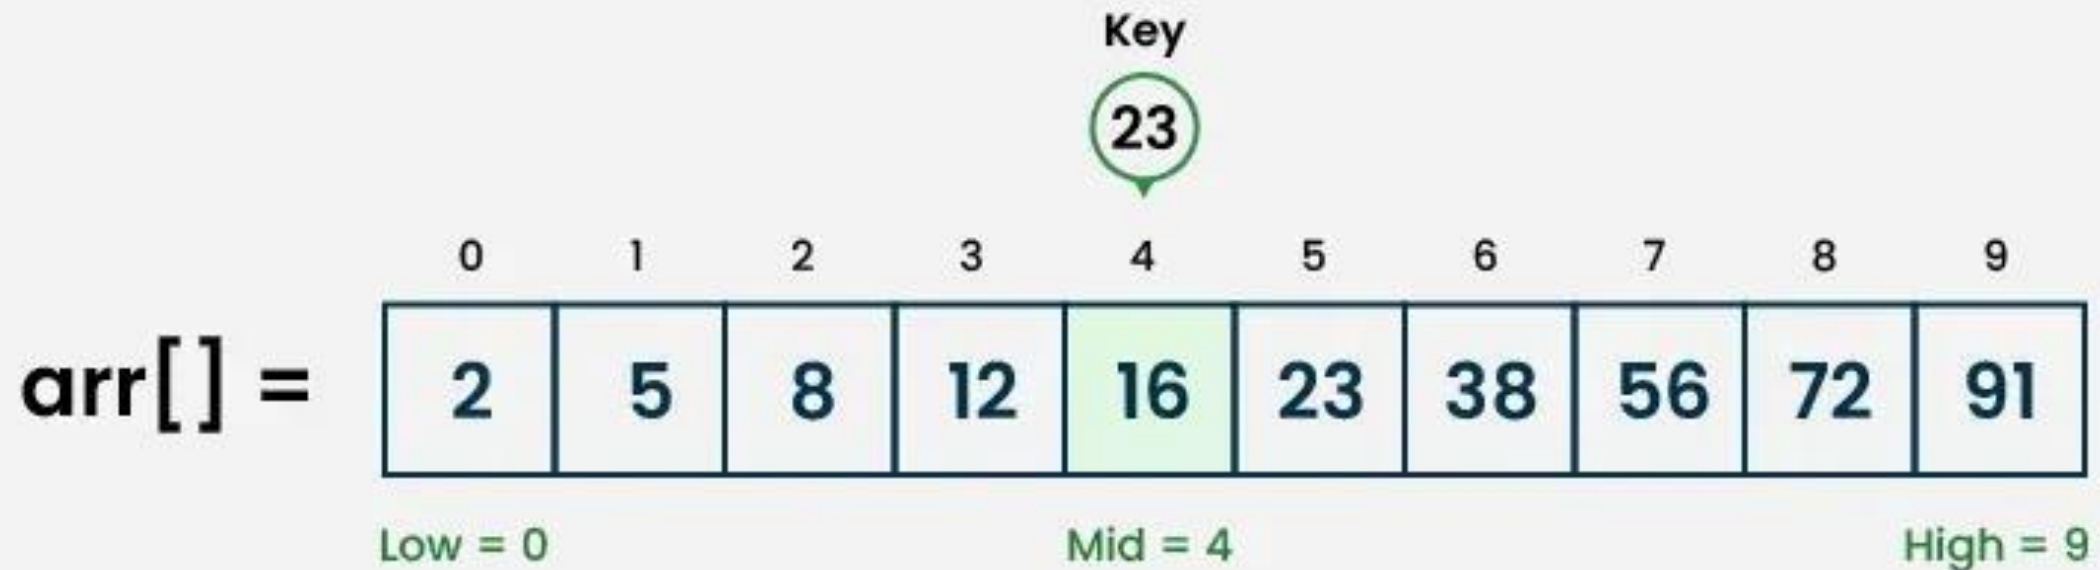 Key
23
0 1 2 3 4 5 6 7 8 9
arr[] = 2 5 8 12 16 23 38 56 72 91
Low = 0 Mid = 4 High = 9